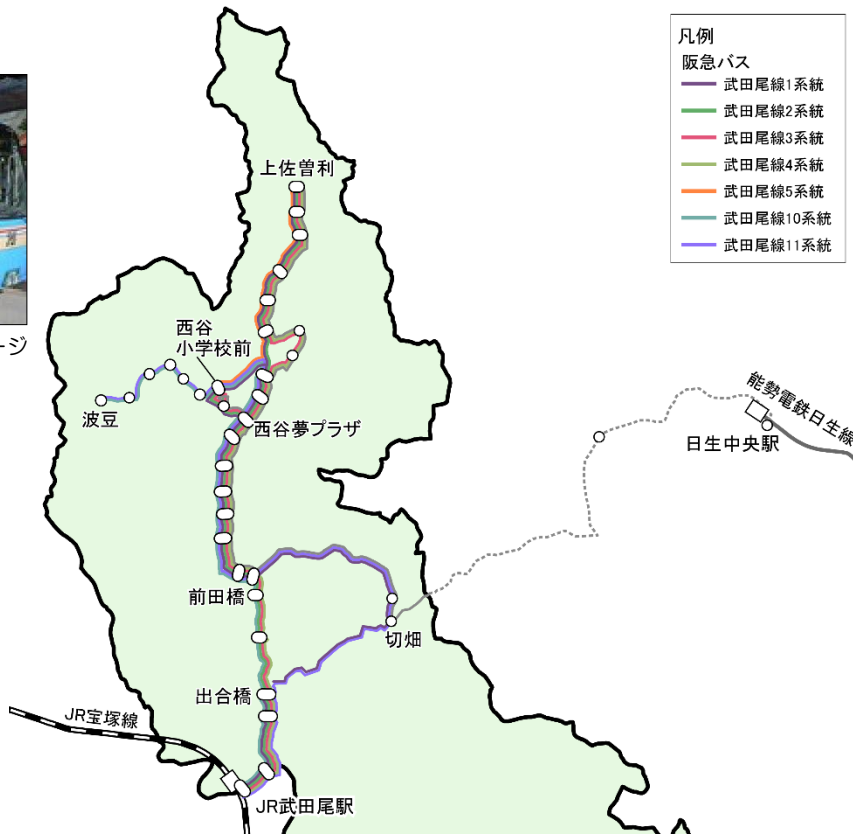 凡例
阪急バス
武田尾線1系統
武田尾線2系統
武田尾線3系統
武田尾線4系統
武田尾線5系統
武田尾線10系統
武田尾線11系統
上佐曽利
ージ
西谷
小学校前
波豆
西谷夢プラザ
能勢電鉄日生線
日生中央駅
前田橋
切畑
出合橋
JR宝塚線
JR武田尾駅